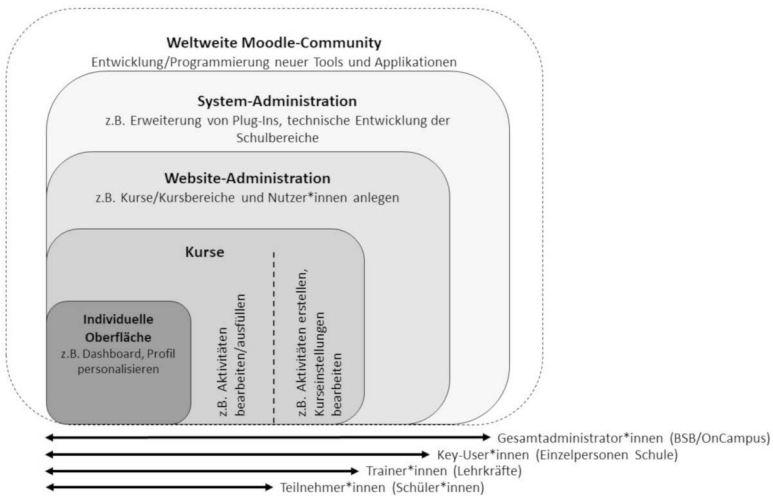 Weltweite Moodle-Community
Entwicklung/Programmierung neuer Tools und Applikationen
System-Administration
z.B. Erweiterung von Plug-Ins, technische Entwicklung der
Schulbereiche
Website-Administration
z.B. Kurse/Kursbereiche und Nutzer*innen anlegen
Kurse
Individuelle
Oberfläche
z.B. Dashboard, Profil
personalisieren
z.B. Aktivitäten
bearbeiten/ausfüllen
z.B. Aktivitäten erstellen,
Kurseinstellungen
bearbeiten
Gesamtadministrator*innen (BSB/OnCampus)
Key-User*innen (Einzelpersonen Schule)
Trainer*innen (Lehrkräfte)
Teilnehmer*innen (Schüler*innen)